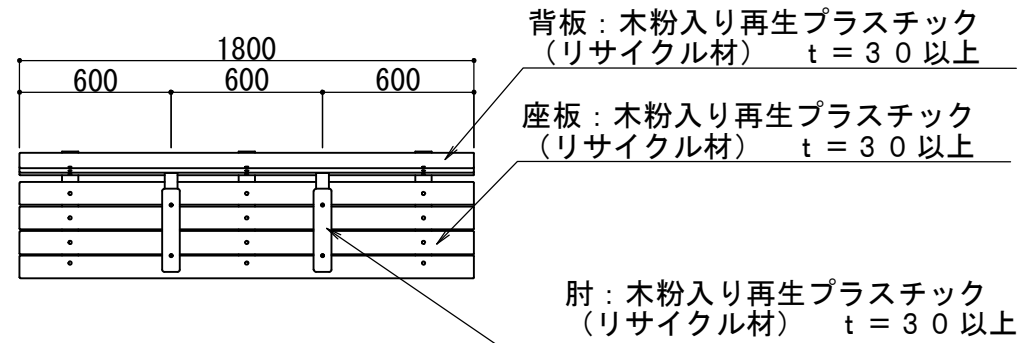 1800
600 600 600
背板：木粉入り再生プラスチック
（リサイクル材）　ｔ＝３０以上
座板：木粉入り再生プラスチック
（リサイクル材）　ｔ＝３０以上
肘：木粉入り再生プラスチック
（リサイクル材）　ｔ＝３０以上